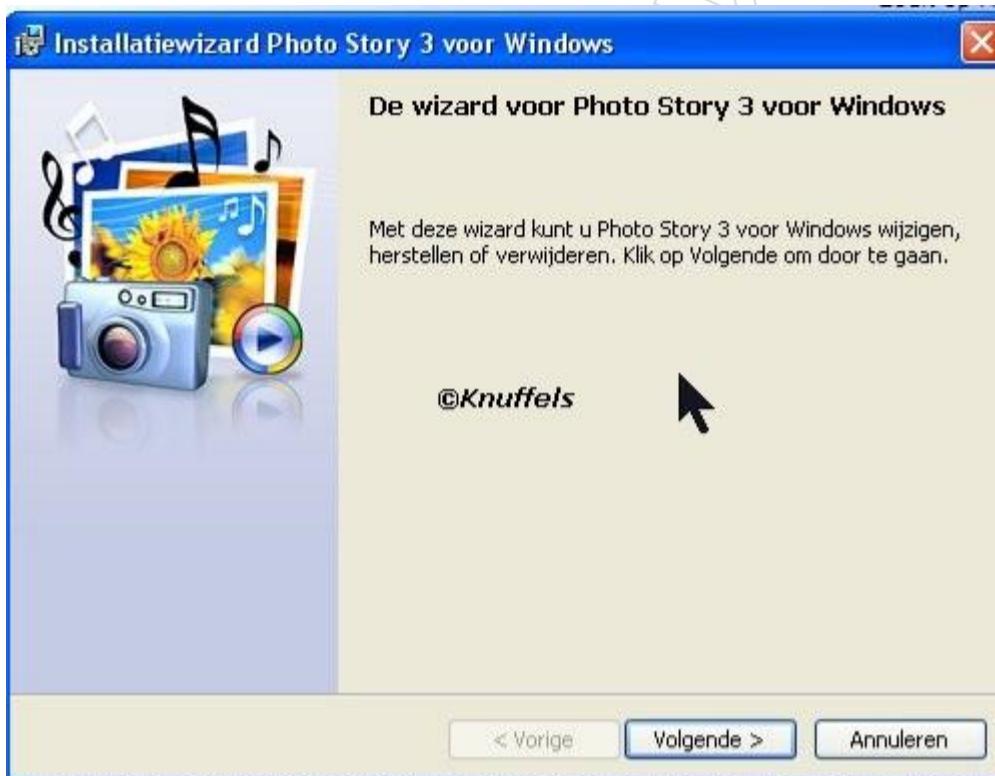 Installatiewizard Photo Story 3 voor Windows
De wizard voor Photo Story 3 voor Windows
Met deze wizard kunt u Photo Story 3 voor Windows wijzigen,
herstellen of verwijderen. Klik op Volgende om door te gaan.
©Knuffels
< Vorige
Volgende >
Annuleren